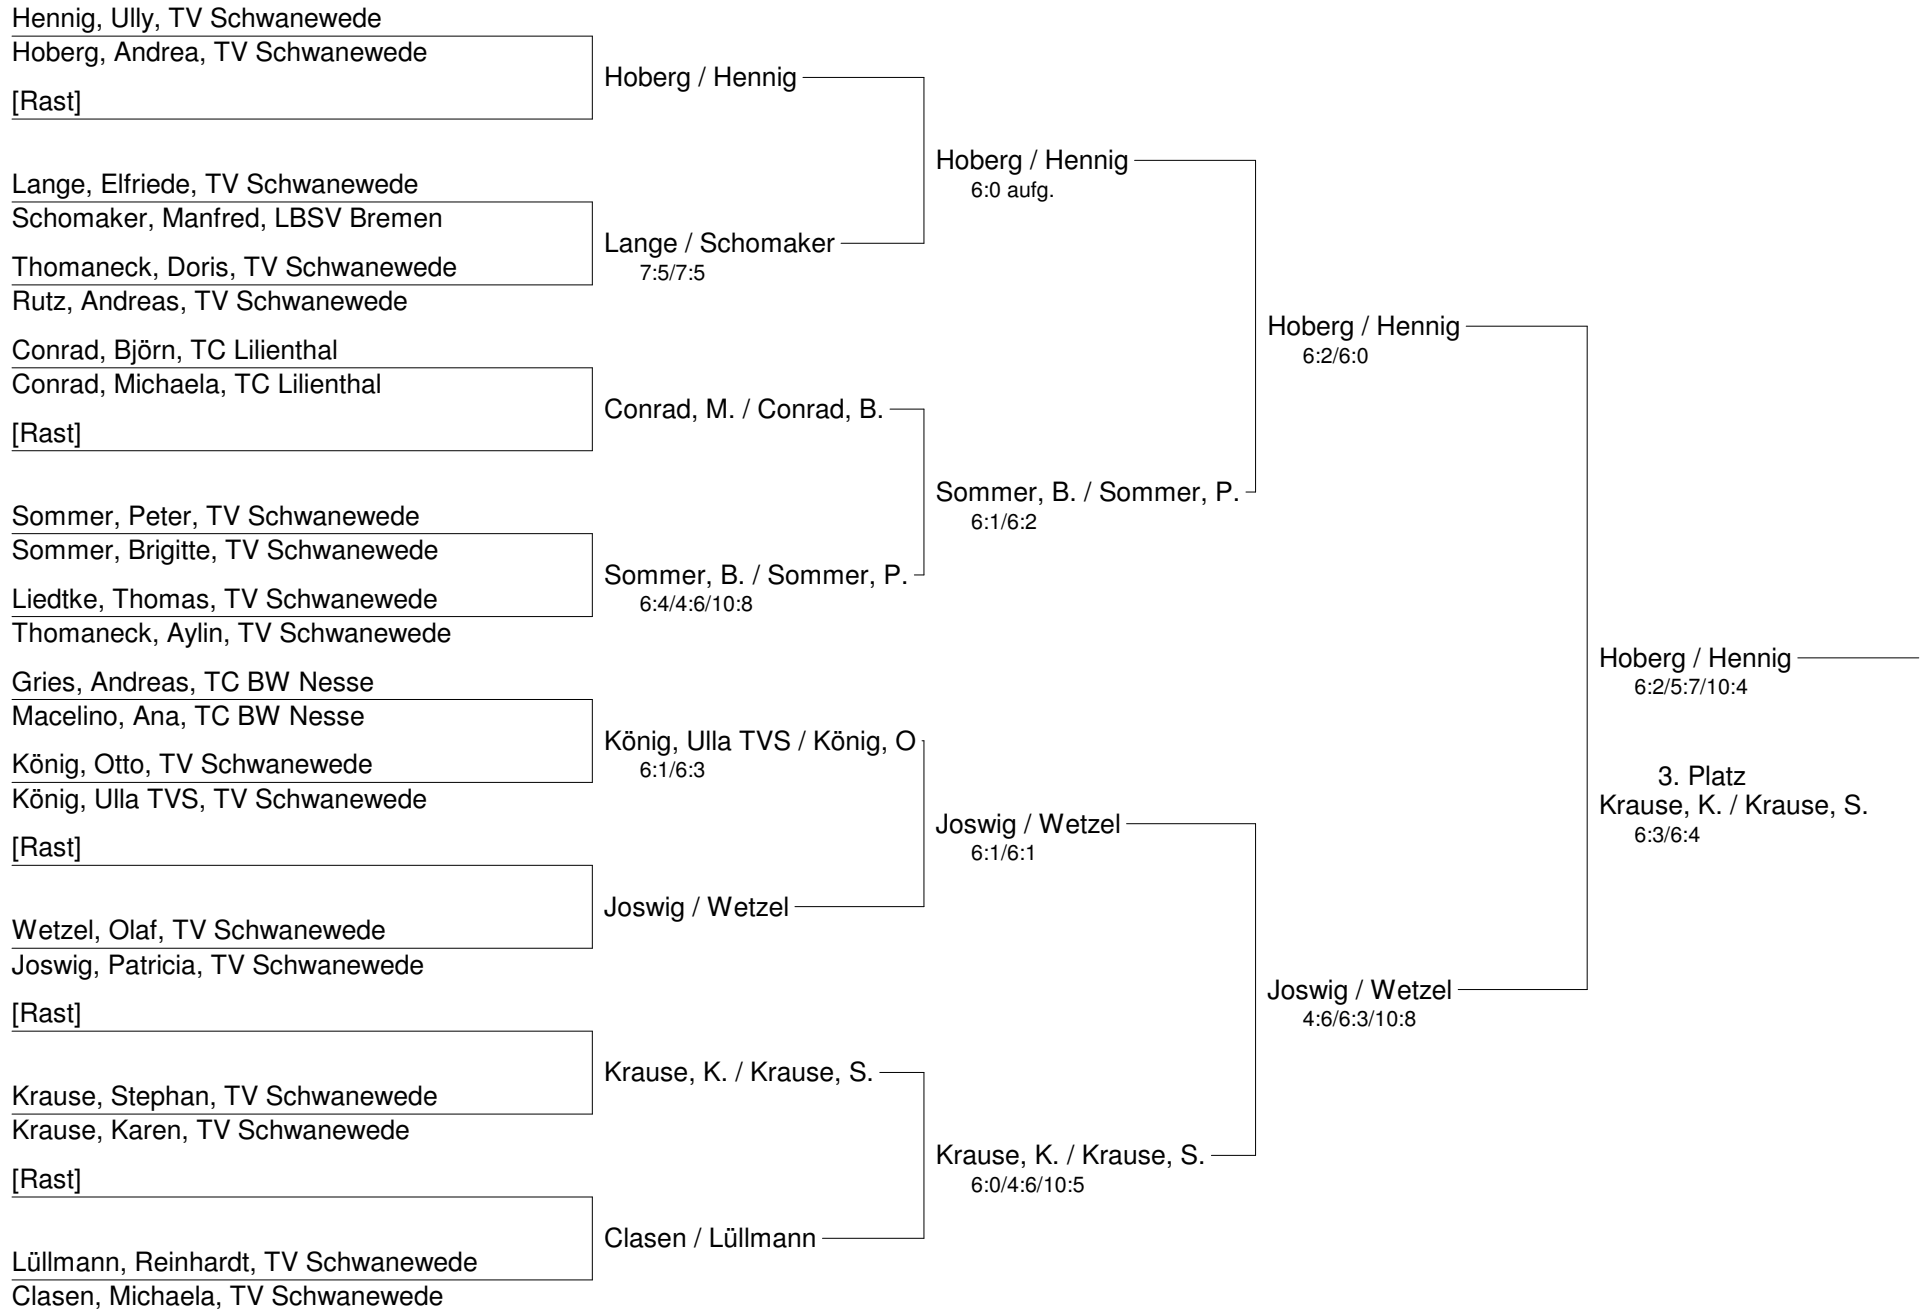 Hennig, Ully, TV Schwanewede
Hoberg, Andrea, TV Schwanewede
[Rast]
Lange, Elfriede, TV Schwanewede
Schomaker, Manfred, LBSV Bremen
Thomaneck, Doris, TV Schwanewede
Rutz, Andreas, TV Schwanewede
Conrad, Björn, TC Lilienthal
Conrad, Michaela, TC Lilienthal
[Rast]
Sommer, Peter, TV Schwanewede
Sommer, Brigitte, TV Schwanewede
Liedtke, Thomas, TV Schwanewede
Thomaneck, Aylin, TV Schwanewede
Gries, Andreas, TC BW Nesse
Macelino, Ana, TC BW Nesse
König, Otto, TV Schwanewede
König, Ulla TVS, TV Schwanewede
[Rast]
Wetzel, Olaf, TV Schwanewede
Joswig, Patricia, TV Schwanewede
[Rast]
Krause, Stephan, TV Schwanewede
Krause, Karen, TV Schwanewede
[Rast]
Lüllmann, Reinhardt, TV Schwanewede
Clasen, Michaela, TV Schwanewede
Hoberg / Hennig
Lange / Schomaker
7:5/7:5
Conrad, M. / Conrad, B.
Sommer, B. / Sommer, P.
6:4/4:6/10:8
König, Ulla TVS / König, O
6:1/6:3
Joswig / Wetzel
Krause, K. / Krause, S.
Clasen / Lüllmann
Hoberg / Hennig
6:0 aufg.
Sommer, B. / Sommer, P.
6:1/6:2
Joswig / Wetzel
6:1/6:1
Krause, K. / Krause, S.
6:0/4:6/10:5
Hoberg / Hennig
6:2/6:0
Joswig / Wetzel
4:6/6:3/10:8
Hoberg / Hennig
6:2/5:7/10:4
3. Platz
Krause, K. / Krause, S.
6:3/6:4